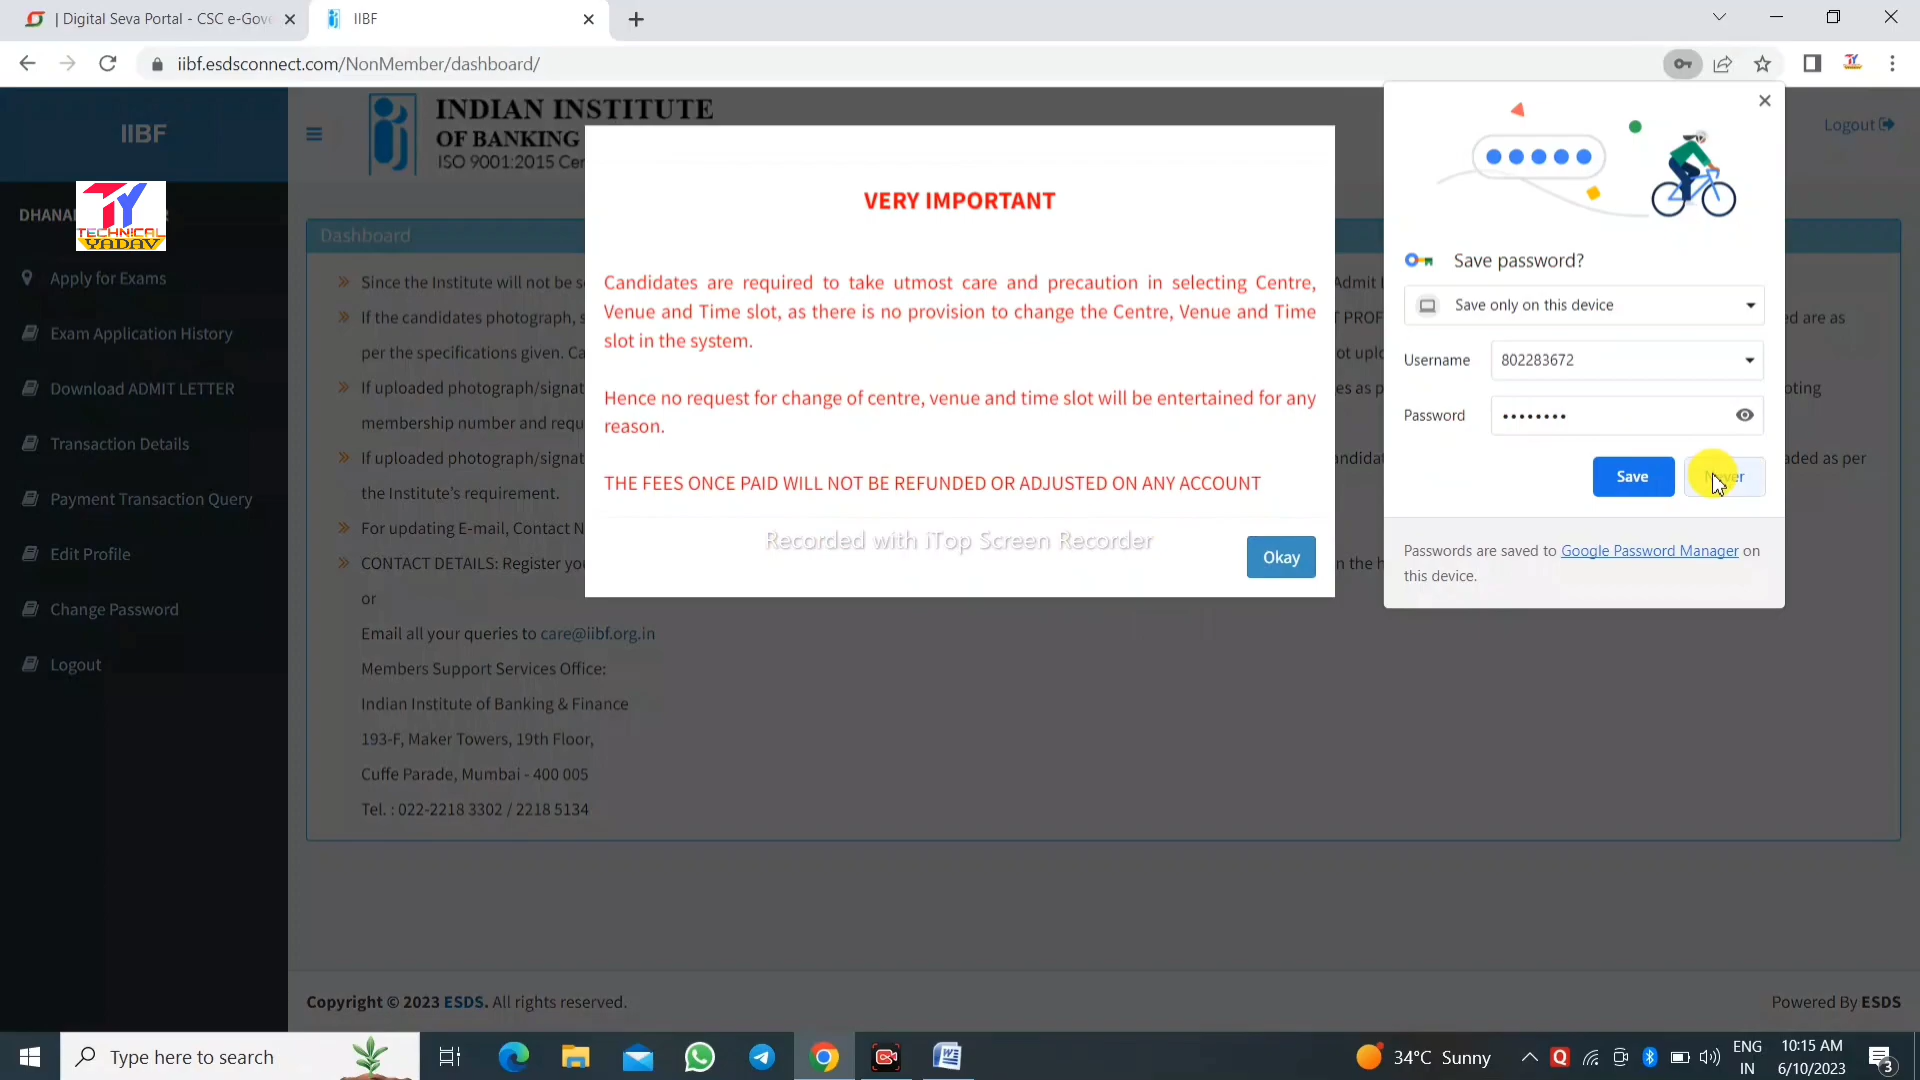 | Digital Seva Portal - CSC e-Gov
IIBF
iibf.esdsconnect.com/NonMember/dashboard/
IIBF
INDIAN INSTITUTE
OF BANKING
ISO 9001:2015 Cer
Logout
DHANA
TY
TECHNICAL
YADAV
Apply for Exams
Exam Application History
Download ADMIT LETTER
Transaction Details
Payment Transaction Query
Edit Profile
Change Password
Logout
Dashboard
Since the Institute will not be s
If the candidates photograph, s
per the specifications given. Ca
If uploaded photograph/signat
membership number and requ
If uploaded photograph/signat
the Institute's requirement.
For updating E-mail, Contact N
CONTACT DETAILS: Register yo
or
Email all your queries to care@iibf.org.in
Members Support Services Office:
Indian Institute of Banking & Finance
193-F, Maker Towers, 19th Floor,
Cuffe Parade, Mumbai - 400 005
Tel. : 022-2218 3302 / 2218 5134
VERY IMPORTANT
Candidates are required to take utmost care and precaution in selecting Centre,
Venue and Time slot, as there is no provision to change the Centre, Venue and Time
slot in the system.
Hence no request for change of centre, venue and time slot will be entertained for any
reason.
THE FEES ONCE PAID WILL NOT BE REFUNDED OR ADJUSTED ON ANY ACCOUNT
Recorded with iTop Screen Recorder
Okay
Save password?
Save only on this device
Username 802283672
Password ••••••••
Save Never
Passwords are saved to Google Password Manager on
this device.
Copyright © 2023 ESDS. All rights reserved.
Powered By ESDS
Type here to search
34°C Sunny
ENG
IN
10:15 AM
6/10/2023
3